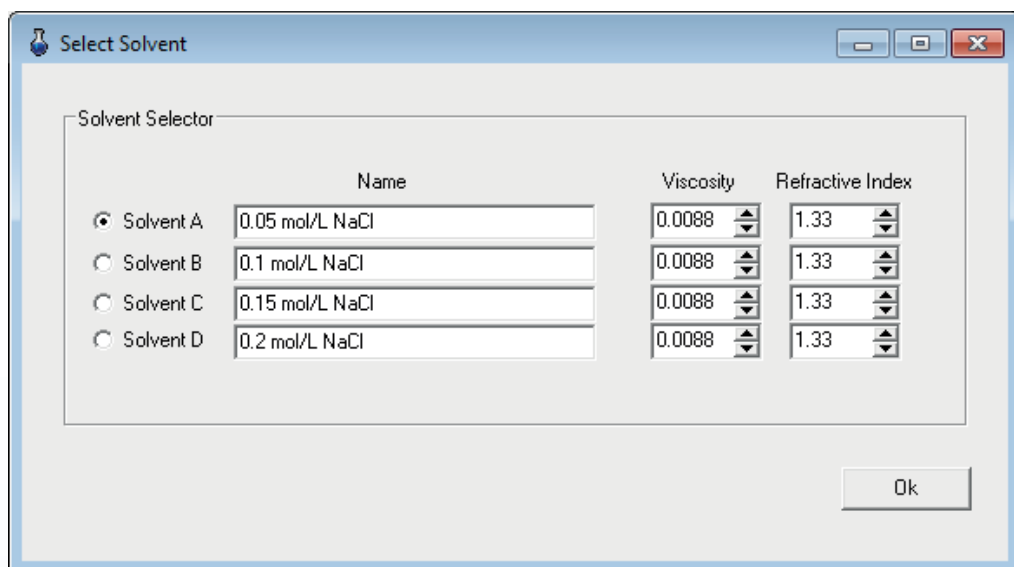 Select Solvent
Solvent Selector
Name Viscosity Refractive Index
Solvent A 0.05 mol/L NaCl 0.0088 1.33
Solvent B 0.1 mol/L NaCl 0.0088 1.33
Solvent C 0.15 mol/L NaCl 0.0088 1.33
Solvent D 0.2 mol/L NaCl 0.0088 1.33
Ok